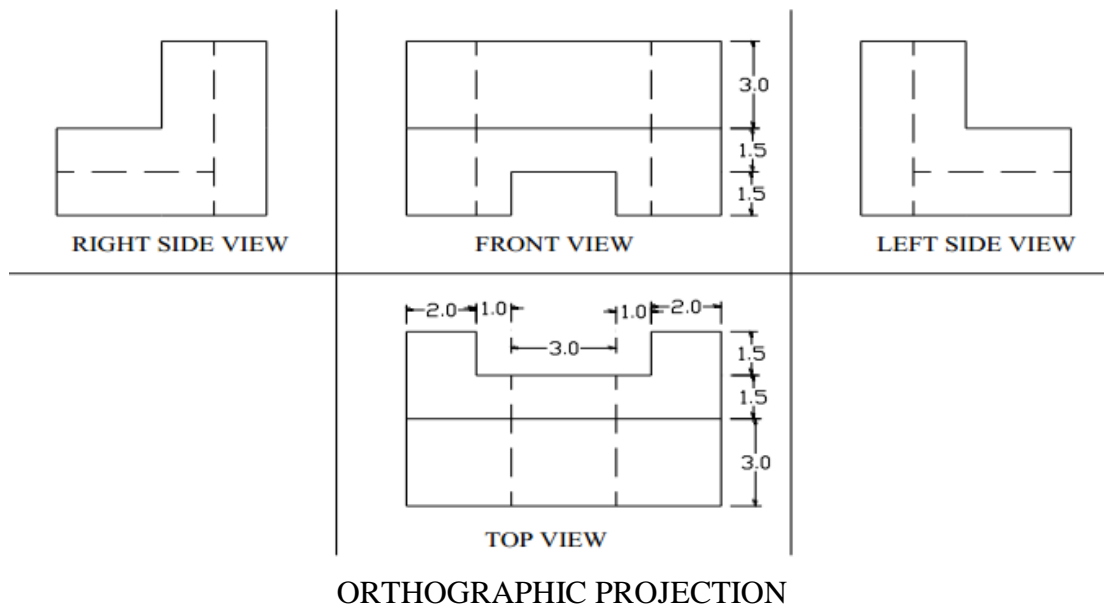 3.0
1.5
1.5
RIGHT SIDE VIEW
FRONT VIEW
LEFT SIDE VIEW
2.0 1.0 1.0 2.0
3.0
1.5
1.5
3.0
TOP VIEW
ORTHOGRAPHIC PROJECTION